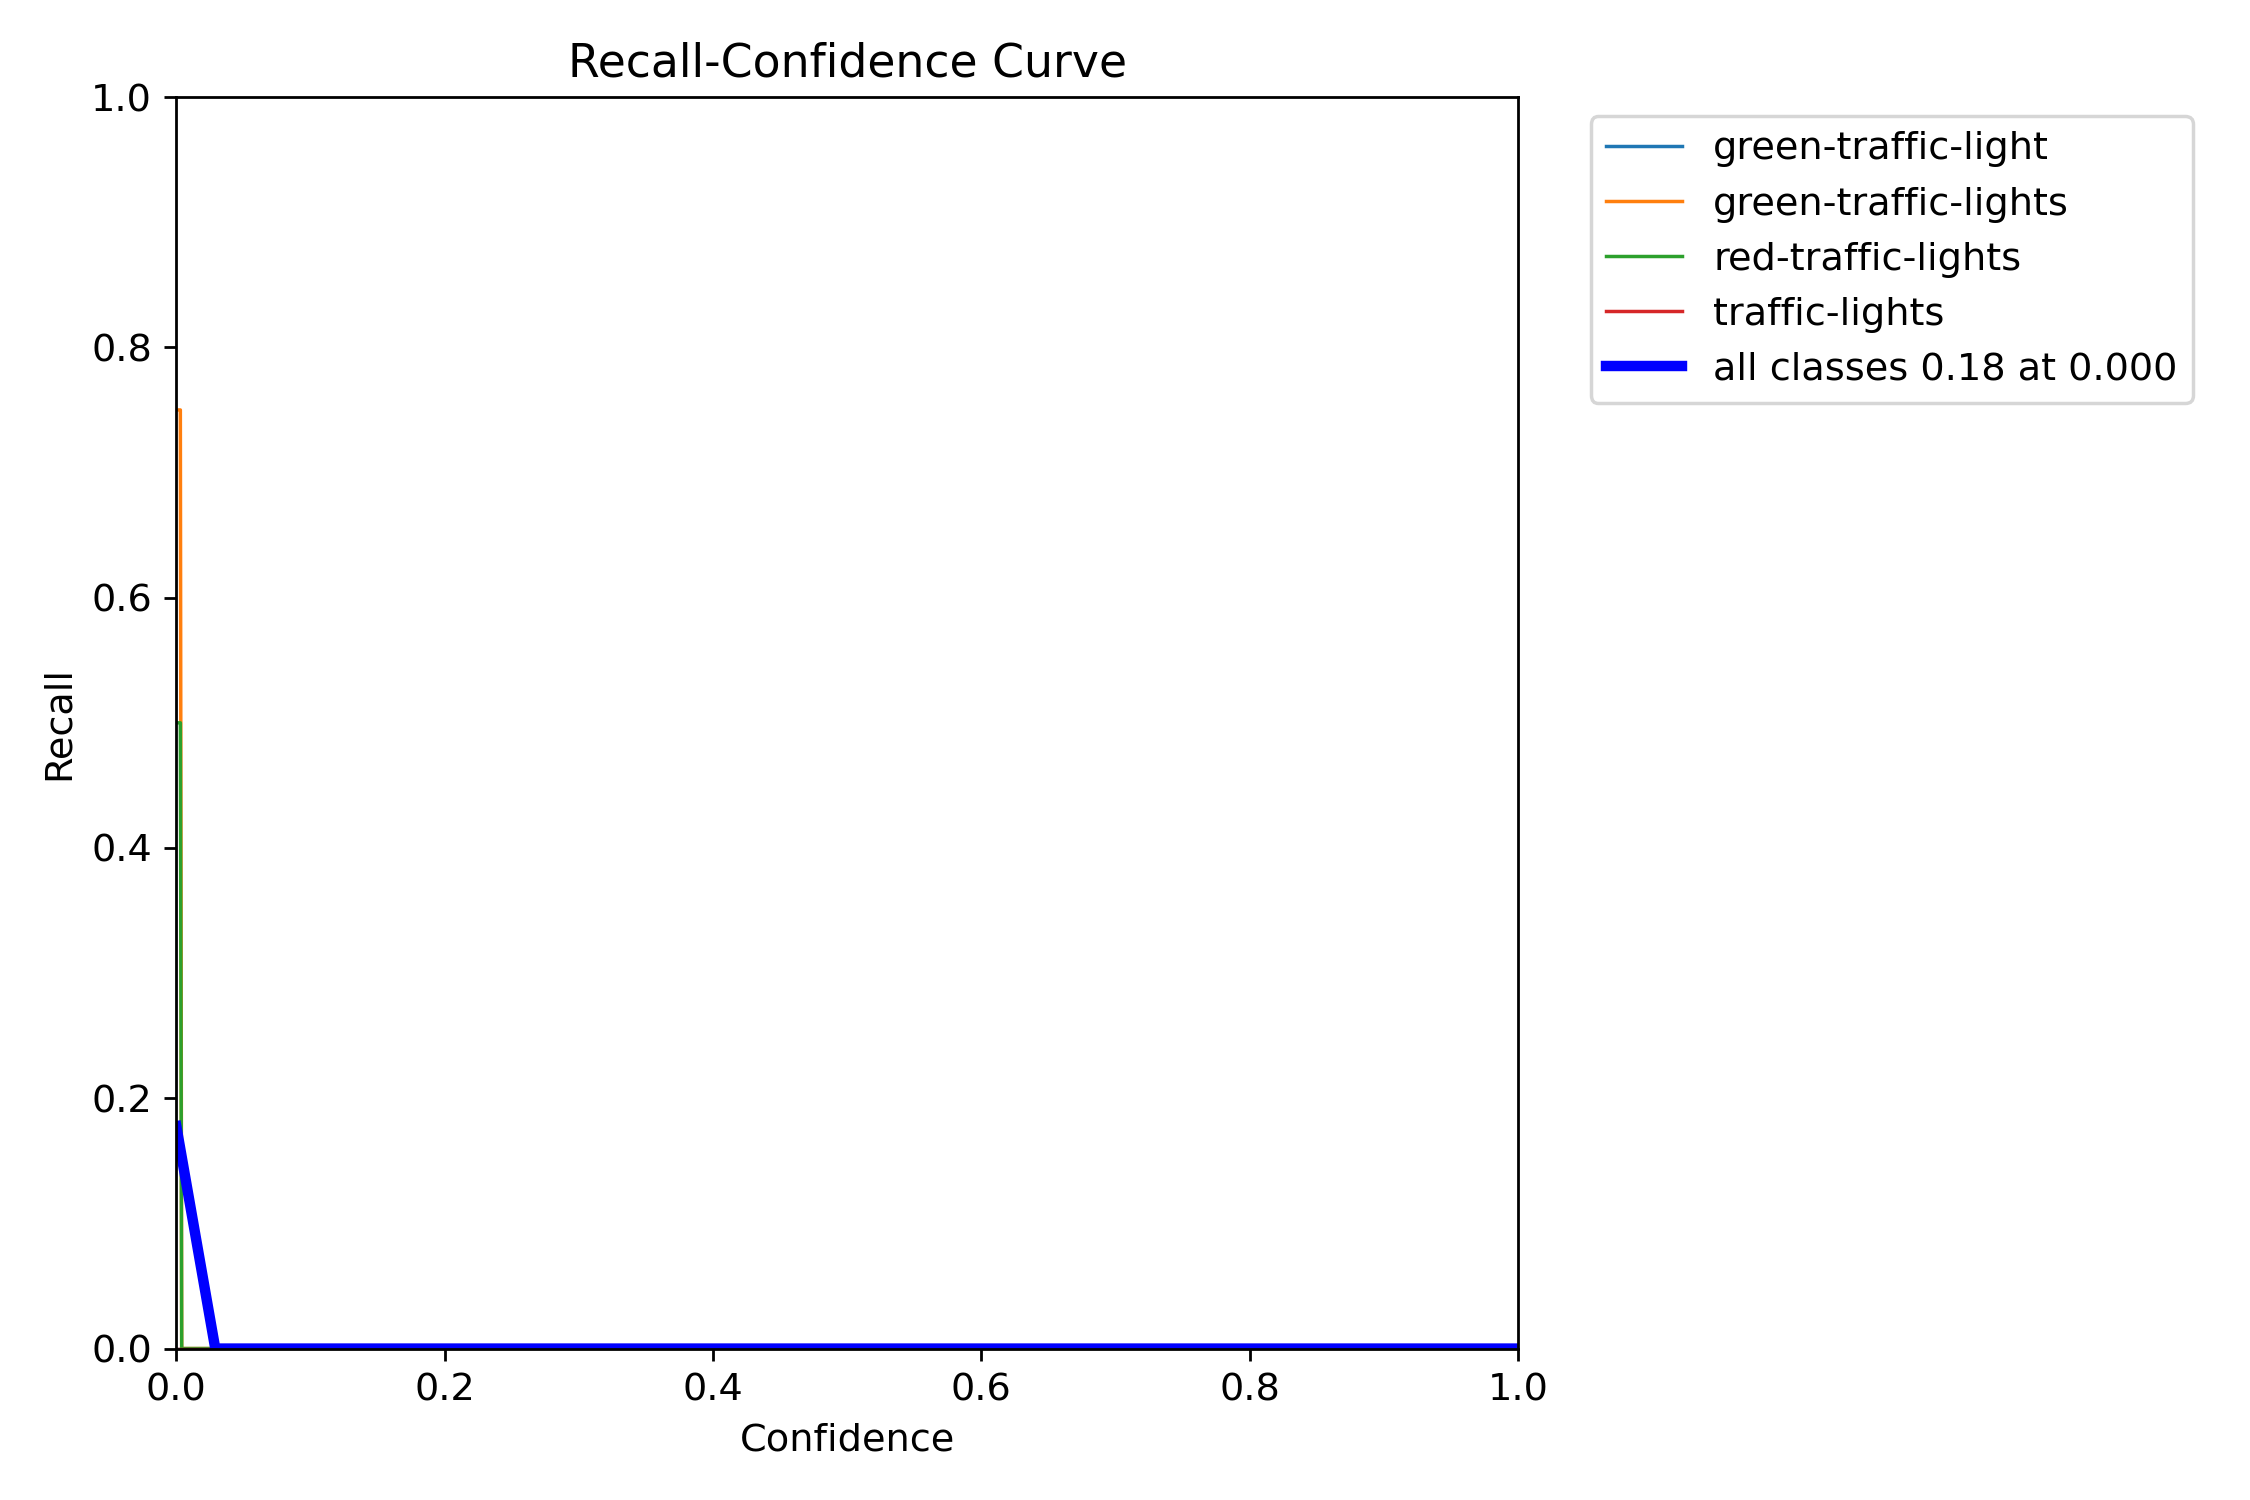 Recall-Confidence Curve
1.0
0.8
0.6
0.4
0.2
0.0
Recall
0.0 0.2 0.4 0.6 0.8 1.0
Confidence
green-traffic-light
green-traffic-lights
red-traffic-lights
traffic-lights
all classes 0.18 at 0.000